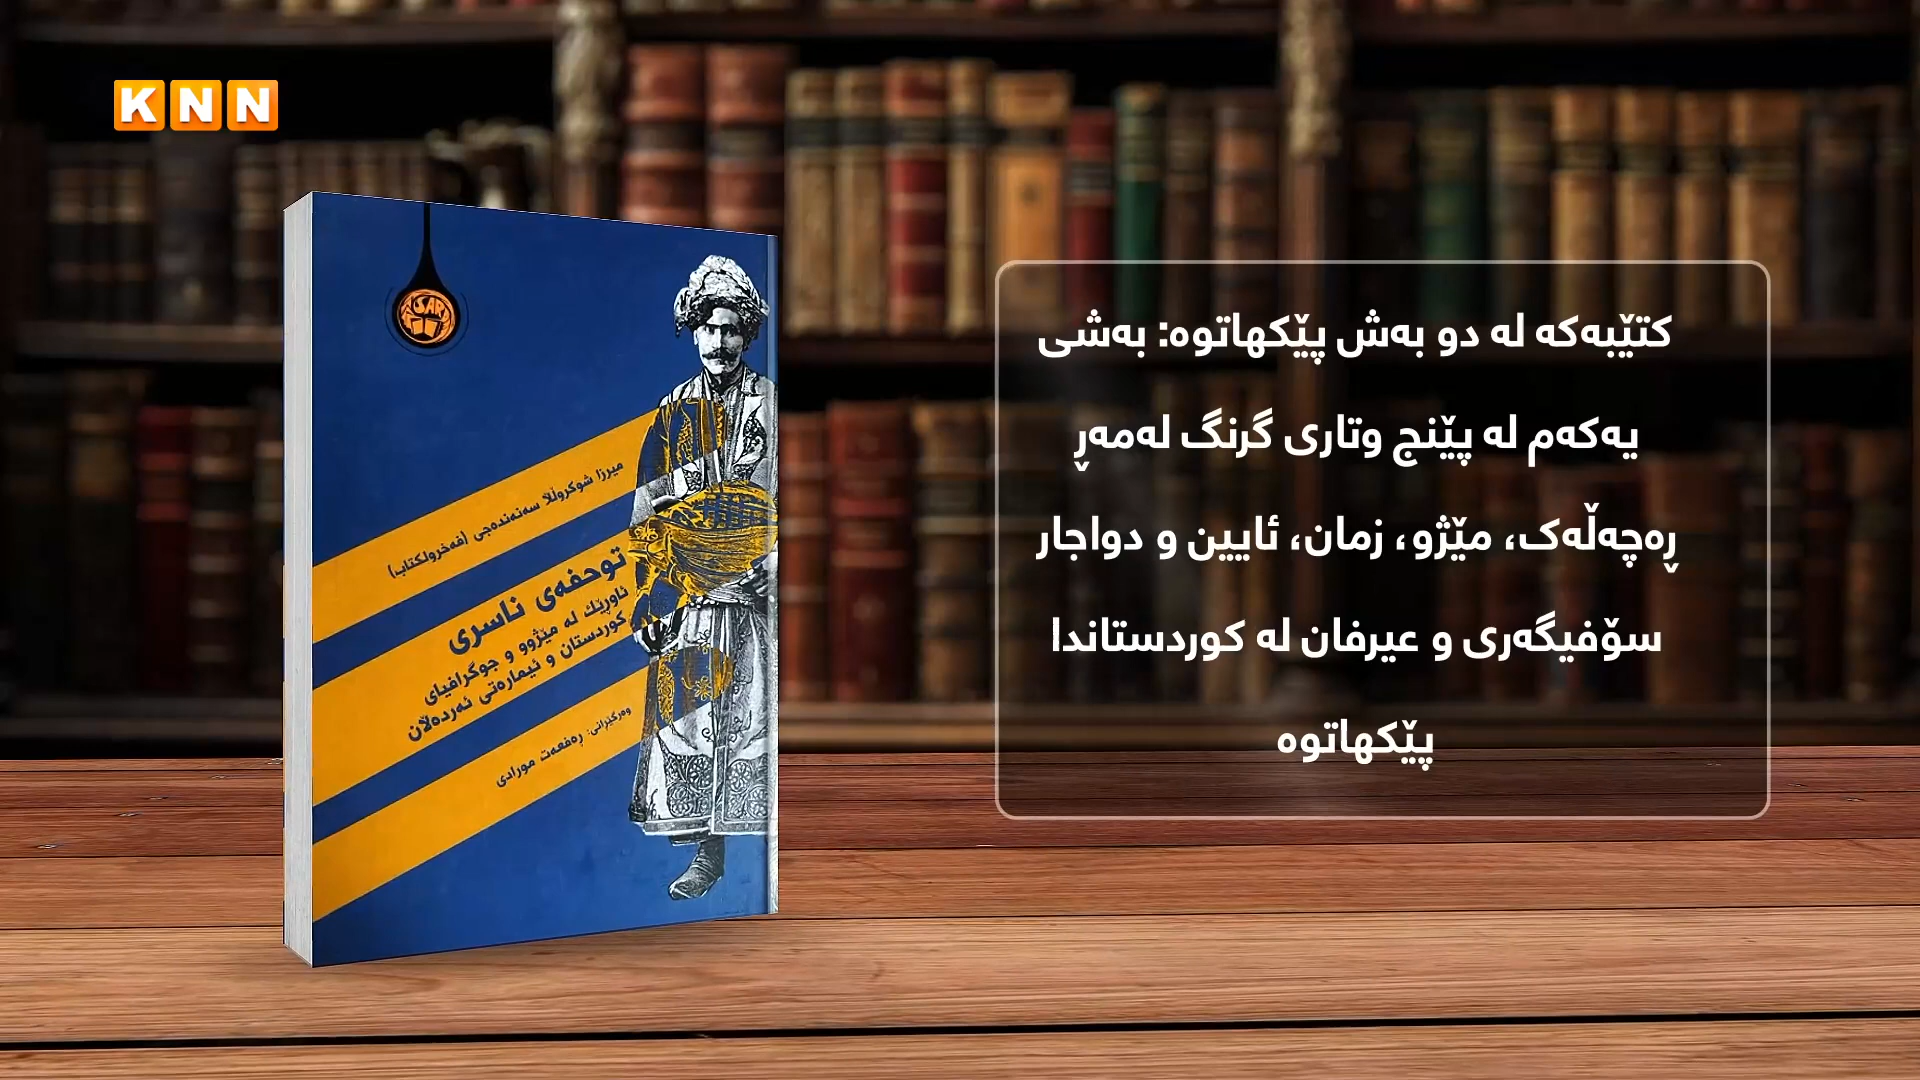 KNN
SARA
میرزا شوکروڵڵا سەنەندەجی (فەخرولکتاب)
توحفەی ناسری
ئاوڕێك لە مێژوو و جوگرافیای
كوردستان و ئیمارەتی ئەردەڵان
وەرگێڕانی: ڕەفعەت مورادی
کتێبەکە لە دو بەش پێکهاتوە: بەشی
یەکەم لە پێنج وتاری گرنگ لەمەڕ
ڕەچەڵەک، مێژو، زمان، ئایین و دواجار
سۆفیگەری و عیرفان لە کوردستاندا
پێکهاتوە